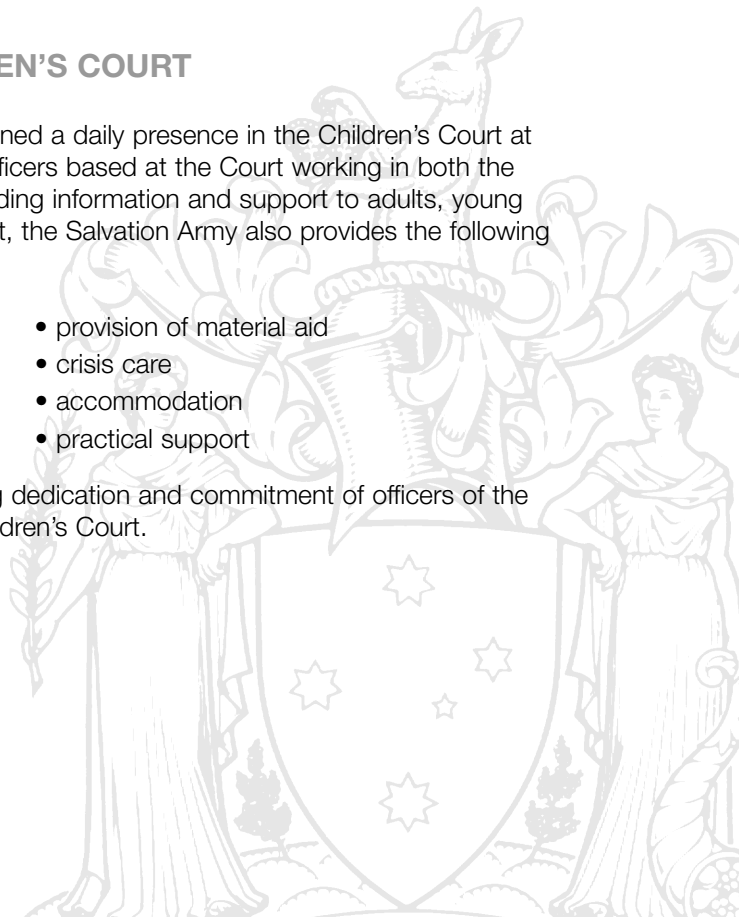 EN’S COURT
ned a daily presence in the Children’s Court at
ficers based at the Court working in both the
ding information and support to adults, young
t, the Salvation Army also provides the following
• provision of material aid
• crisis care
• accommodation
• practical support
g dedication and commitment of officers of the
dren’s Court.